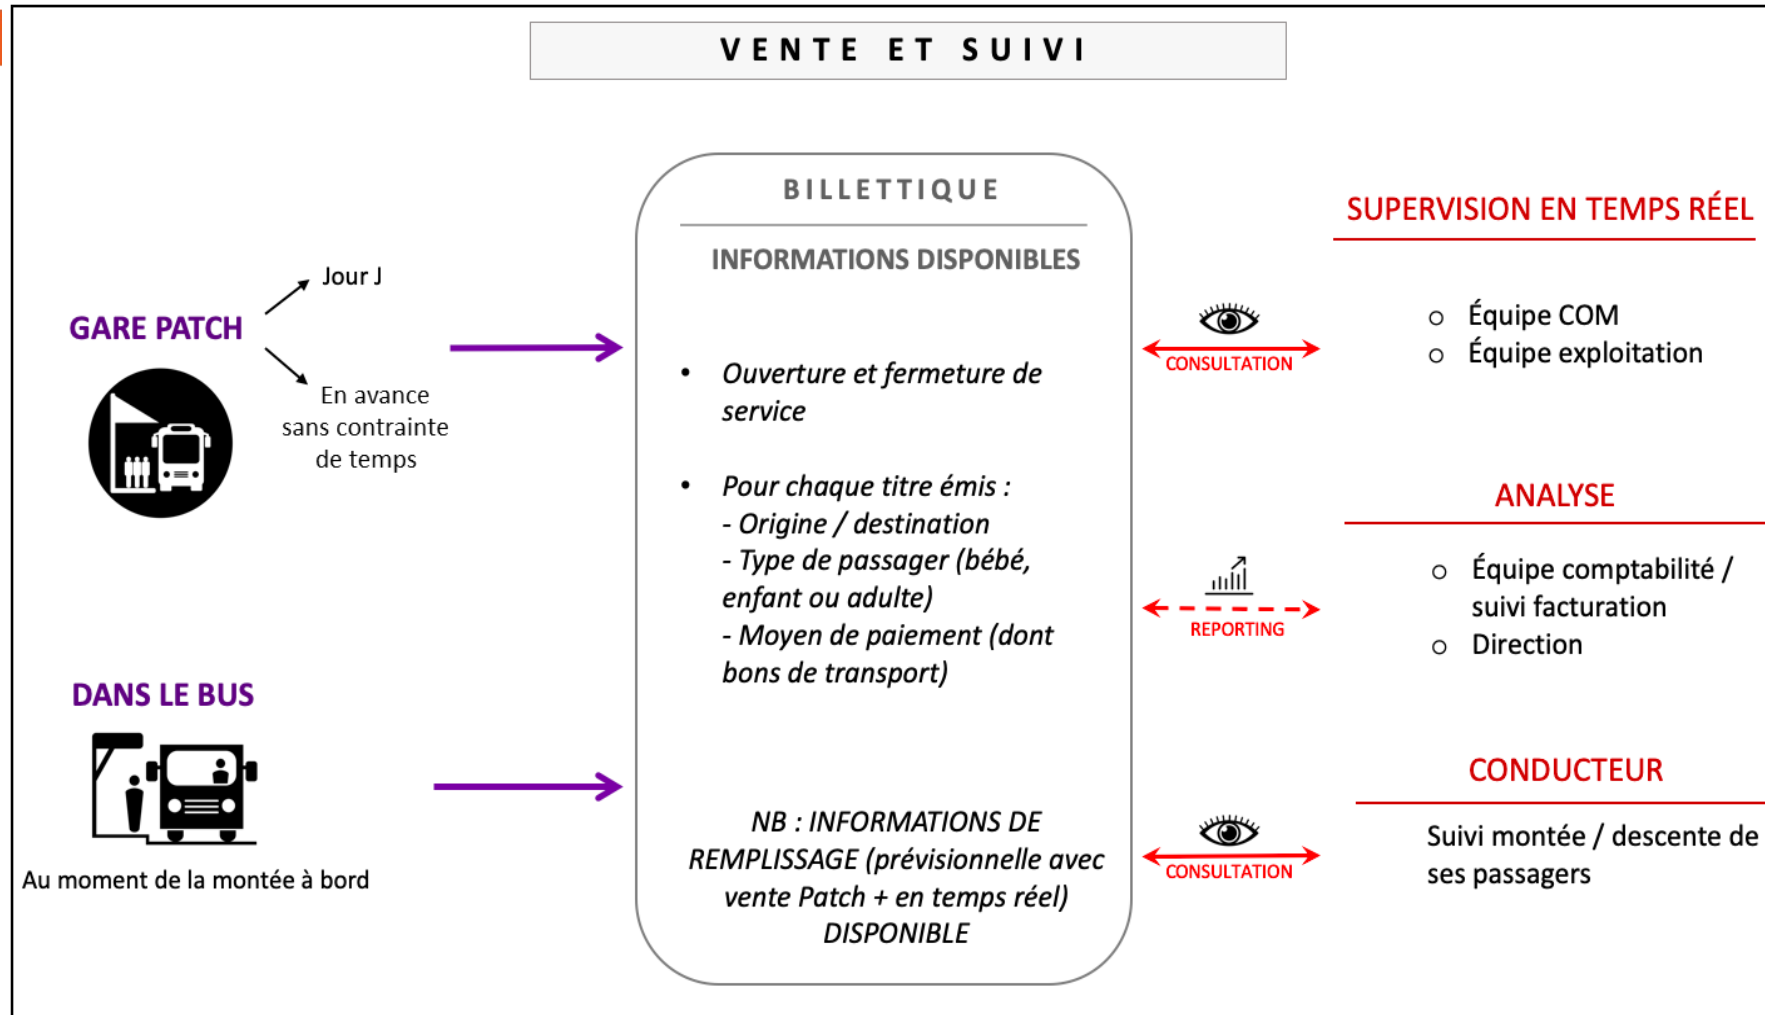 VENTE ET SUIVI
GARE PATCH
Jour J
En avance
sans contrainte
de temps
DANS LE BUS
Au moment de la montée à bord
BILLETTIQUE
INFORMATIONS DISPONIBLES
• Ouverture et fermeture de
service
• Pour chaque titre émis :
- Origine / destination
- Type de passager (bébé,
enfant ou adulte)
- Moyen de paiement (dont
bons de transport)
NB : INFORMATIONS DE
REMPLISSAGE (prévisionnelle avec
vente Patch + en temps réel)
DISPONIBLE
CONSULTATION
SUPERVISION EN TEMPS RÉEL
o Équipe COM
o Équipe exploitation
REPORTING
ANALYSE
o Équipe comptabilité /
suivi facturation
o Direction
CONSULTATION
CONDUCTEUR
Suivi montée / descente de
ses passagers